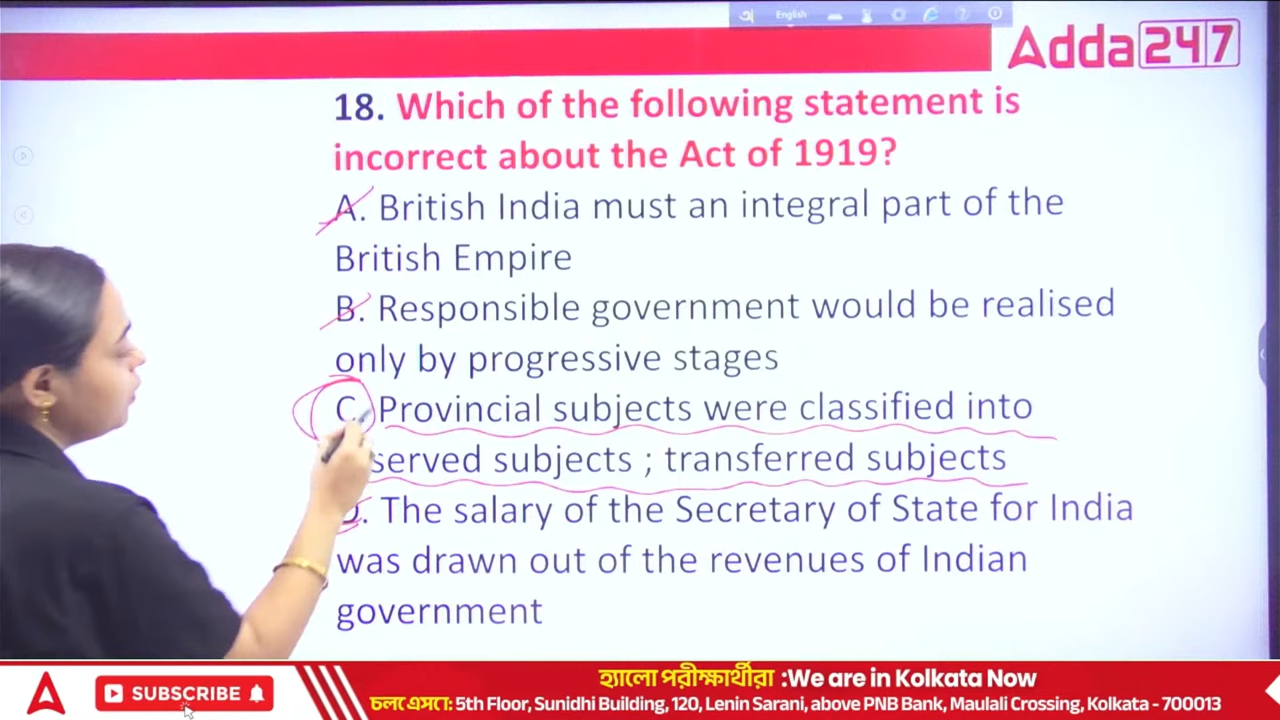 English
Adda 247
18. Which of the following statement is
incorrect about the Act of 1919?
A. British India must an integral part of the
British Empire
B. Responsible government would be realised
only by progressive stages
C. Provincial subjects were classified into
served subjects ; transferred subjects
D. The salary of the Secretary of State for India
was drawn out of the revenues of Indian
government
SUBSCRIBE
হ্যালো পরীক্ষার্থীরা :We are in Kolkata Now
চলে এসো: 5th Floor, Sunidhi Building, 120, Lenin Sarani, above PNB Bank, Maulali Crossing, Kolkata - 700013